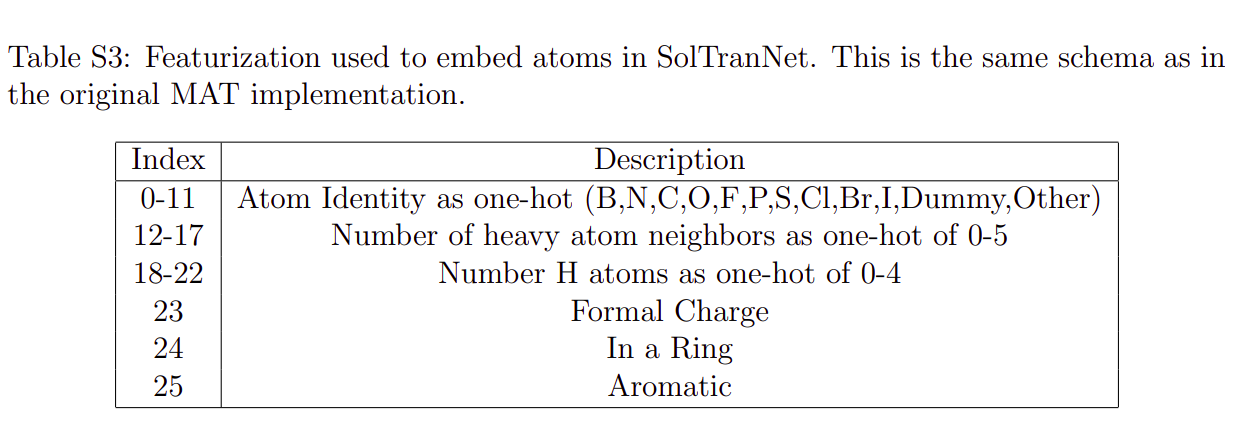 Table S3: Featurization used to embed atoms in SolTranNet. This is the same schema as in
the original MAT implementation.
Index Description
0-11 Atom Identity as one-hot (B,N,C,O,F,P,S,Cl,Br,I,Dummy,Other)
12-17 Number of heavy atom neighbors as one-hot of 0-5
18-22 Number H atoms as one-hot of 0-4
23 Formal Charge
24 In a Ring
25 Aromatic